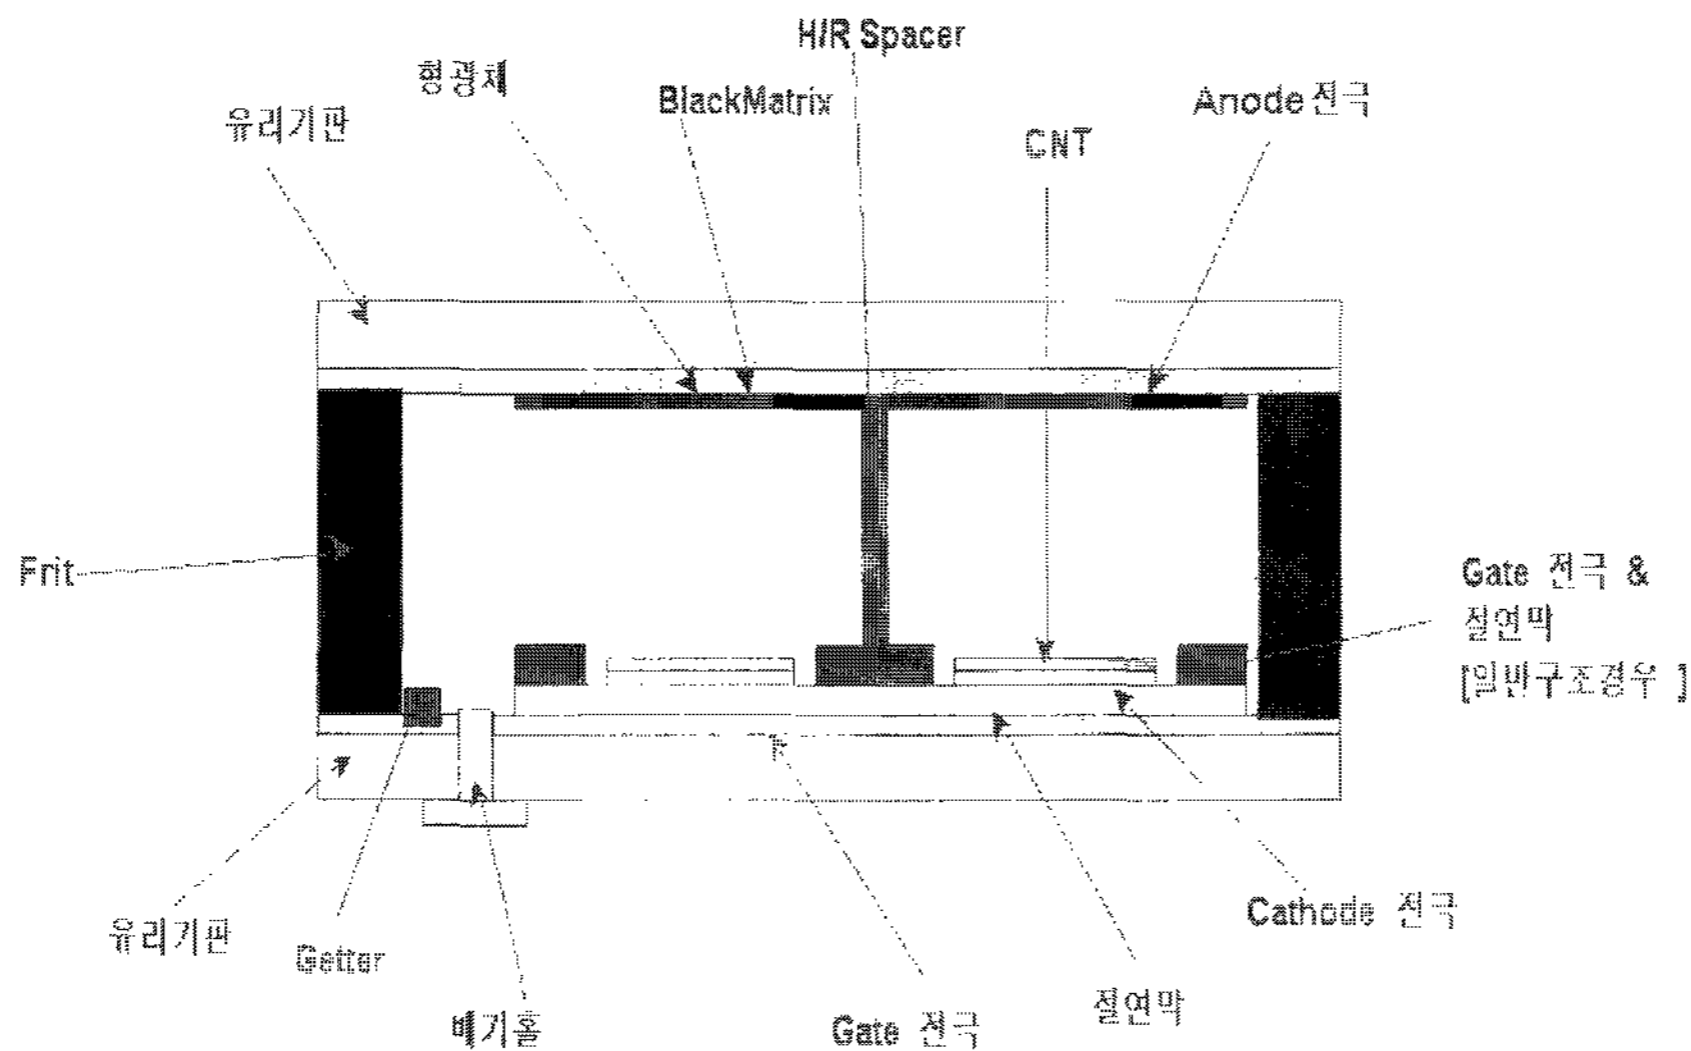 H/R Spacer
형광체
BlackMatrix
Anode 전극
유리기판
CNT
Frit
Gate 전극 &
절연막
[일반구조경우 ]
Cathode 전극
유리기판
Getter
절연막
배기홀
Gate 전극